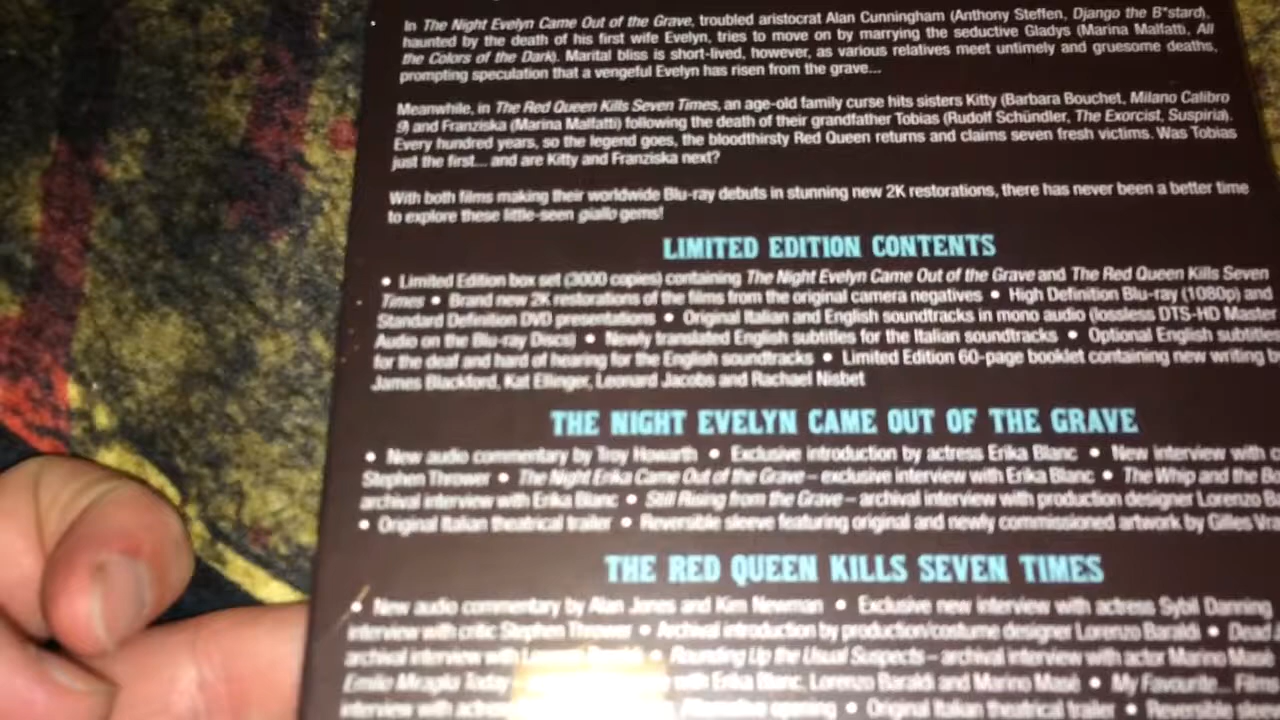 In The Night Evelyn Came Out of the Grave, troubled aristocrat Alan Cunningham (Anthony Steffen, Django the B*stard),
haunted by the death of his first wife Evelyn, tries to move on by marrying the seductive Gladys (Marina Malfatti, All
the Colors of the Dark). Marital bliss is short-lived, however, as various relatives meet untimely and gruesome deaths,
prompting speculation that a vengeful Evelyn has risen from the grave...
Meanwhile, in The Red Queen Kills Seven Times, an age-old family curse hits sisters Kitty (Barbara Bouchet, Milano Calibro
9) and Franziska (Marina Malfatti) following the death of their grandfather Tobias (Rudolf Schündler, The Exorcist, Suspiria).
Every hundred years, so the legend goes, the bloodthirsty Red Queen returns and claims seven fresh victims. Was Tobias
just the first... and are Kitty and Franziska next?
With both films making their worldwide Blu-ray debuts in stunning new 2K restorations, there has never been a better time
to explore these little-seen giallo gems!
LIMITED EDITION CONTENTS
• Limited Edition box set (3000 copies) containing The Night Evelyn Came Out of the Grave and The Red Queen Kills Seven
Times • Brand new 2K restorations of the films from the original camera negatives • High Definition Blu-ray (1080p) and
Standard Definition DVD presentations • Original Italian and English soundtracks in mono audio (lossless DTS-HD Master
Audio on the Blu-ray Discs) • Newly translated English subtitles for the Italian soundtracks • Optional English subtitles
for the deaf and hard of hearing for the English soundtracks • Limited Edition 60-page booklet containing new writing b
James Blackford, Kat Ellinger, Leonard Jacobs and Rachael Nisbet
THE NIGHT EVELYN CAME OUT OF THE GRAVE
• New audio commentary by Troy Howarth • Exclusive introduction by actress Erika Blanc • New interview with c
Stephen Thrower • The Night Erika Came Out of the Grave – exclusive interview with Erika Blanc • The Whip and the Bo
archival interview with Erika Blanc • Still Rising from the Grave – archival interview with production designer Lorenzo Ba
• Original Italian theatrical trailer • Reversible sleeve featuring original and newly commissioned artwork by Gilles Vra
THE RED QUEEN KILLS SEVEN TIMES
• New audio commentary by Alan Jones and Kim Newman • Exclusive new interview with actress Sybil Danning
interview with critic Stephen Thrower • Archival introduction by production/costume designer Lorenzo Baraldi • Dead
archival interview with Lorenzo Baraldi • Rounding Up the Usual Suspects – archival interview with actor Marino Masé
Emilio Miraglia Today with Erika Blanc, Lorenzo Baraldi and Marino Masé • My Favourite... Films
interview with actress Alternative opening • Original Italian theatrical trailer • Reversible sleeve